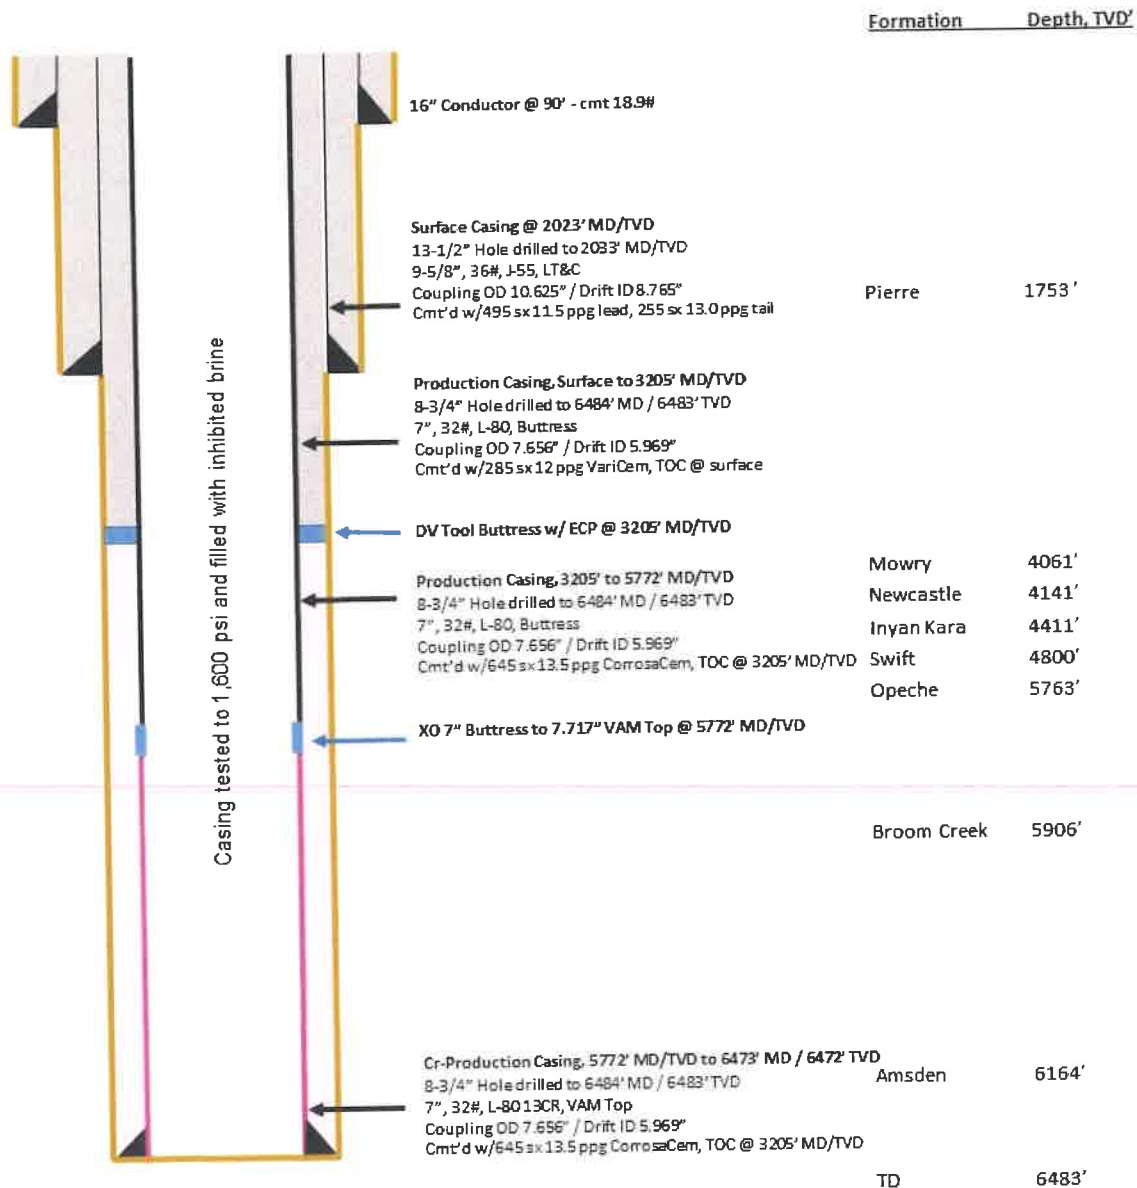 Formation Depth, TVD'
16" Conductor @ 90' - cmt 18.9#
Surface Casing @ 2023' MD/TVD
13-1/2" Hole drilled to 2033' MD/TVD
9-5/8", 36#, J-55, LT&C
Coupling OD 10.625" / Drift ID 8.765"
Cmt'd w/495 sx 11.5 ppg lead, 255 sx 13.0 ppg tail
Pierre 1753'
Production Casing, Surface to 3205' MD/TVD
8-3/4" Hole drilled to 6484' MD / 6483' TVD
7", 32#, L-80, Buttress
Coupling OD 7.656" / Drift ID 5.969"
Cmt'd w/285 sx 12 ppg VariCem, TOC @ surface
Casing tested to 1,600 psi and filled with inhibited brine
DV Tool Buttress w/ ECP @ 3205' MD/TVD
Production Casing, 3205' to 5772' MD/TVD
8-3/4" Hole drilled to 6484' MD / 6483' TVD
7", 32#, L-80, Buttress
Coupling OD 7.656" / Drift ID 5.969"
Cmt'd w/645 sx 13.5 ppg CorrosaCem, TOC @ 3205' MD/TVD
Mowry 4061'
Newcastle 4141'
Inyan Kara 4411'
Swift 4800'
Opeche 5763'
XO 7" Buttress to 7.717" VAM Top @ 5772' MD/TVD
Broom Creek 5906'
Cr-Production Casing, 5772' MD/TVD to 6473' MD / 6472' TVD
8-3/4" Hole drilled to 6484' MD / 6483' TVD
7", 32#, L-80 13CR, VAM Top
Coupling OD 7.656" / Drift ID 5.969"
Cmt'd w/645 sx 13.5 ppg CorrosaCem, TOC @ 3205' MD/TVD
Amsden 6164'
TD 6483'